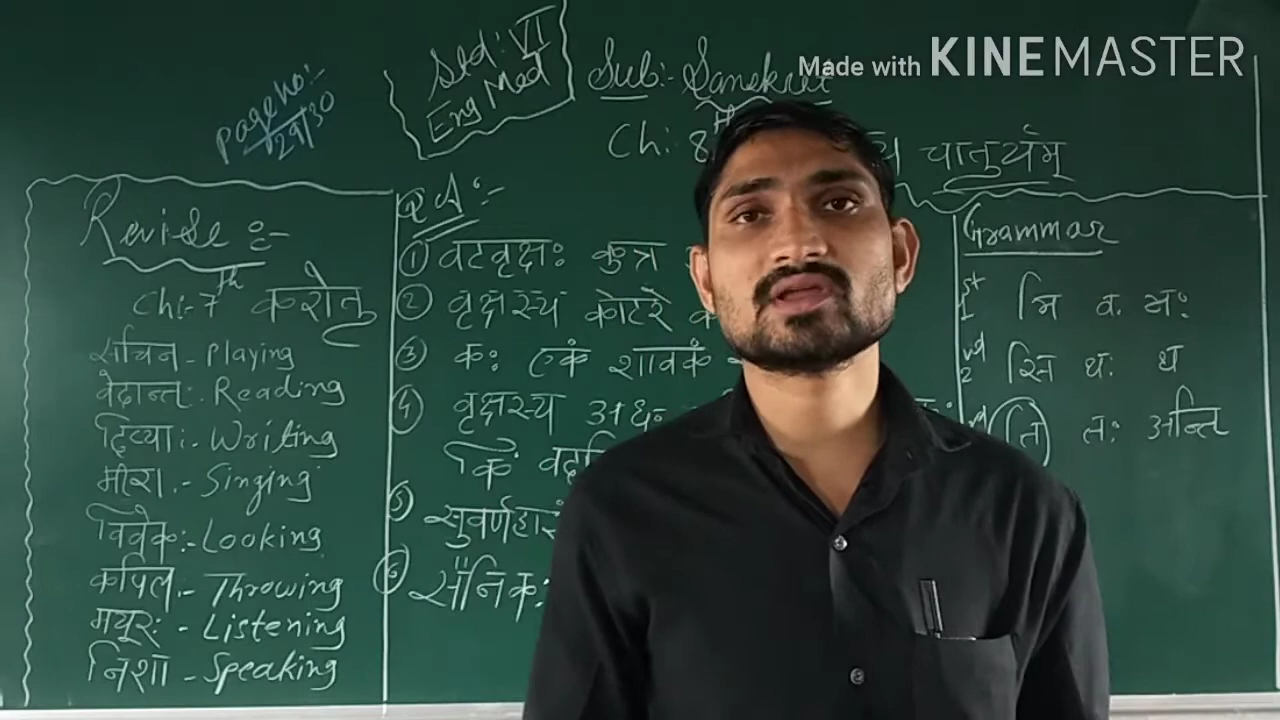 Made with KINEMASTER
Page No:-
29/30
Std: VI
Eng Med
Sub:- Sanskrit
Ch: 8th
चातुर्यम्
Revise :-
Ch:-7th करोतु
सचिन - Playing
वेदान्तः - Reading
दिव्याः - Writing
मीरा - Singing
विवेकः - Looking
कपिल - Throwing
मयूरः - Listening
निशा - Speaking
① वटवृक्षः कुत्र
② वृक्षस्य कोटरे
③ कः एकं शावकं
④ वृक्षस्य अधः
किं
⑤ सुवर्णहारं
⑥ सैनिकः
Grammar
1st मि वः मः
2nd सि थः थ
ति तः अन्ति